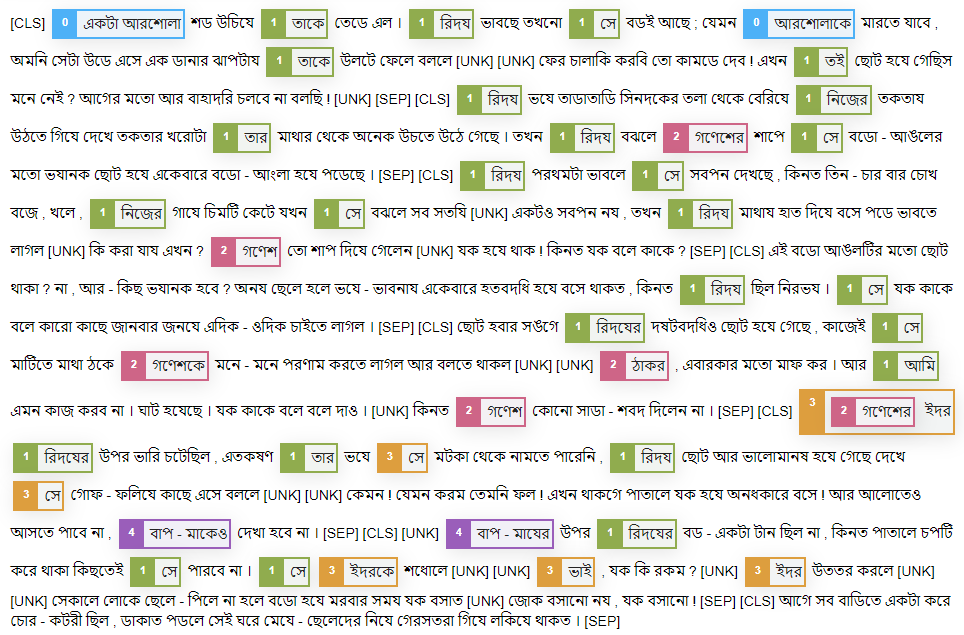 [CLS] 0 একটা আরশোলা শড উচিযে 1 তাকে তেডে এল । 1 রিদয ভাবছে তখনো 1 সে বডই আছে ; যেমন 0 আরশোলাকে মারতে যাবে ,
অমনি সেটা উডে এসে এক ডানার ঝাপটায 1 তাকে উলটে ফেলে বললে [UNK] [UNK] ফের চালাকি করবি তো কামডে দেব ! এখন 1 তই ছোট হযে গেছিস
মনে নেই ? আগের মতো আর বাহাদরি চলবে না বলছি ! [UNK] [SEP] [CLS] 1 রিদয ভযে তাডাতাডি সিনদকের তলা থেকে বেরিযে 1 নিজের তকতায
উঠতে গিযে দেখে তকতার খরোটা 1 তার মাথার থেকে অনেক উচতে উঠে গেছে । তখন 1 রিদয বঝলে 2 গণেশের শাপে 1 সে বডো - আঙলের
মতো ভযানক ছোট হযে একেবারে বডো - আংলা হযে পডেছে । [SEP] [CLS] 1 রিদয পরথমটা ভাবলে 1 সে সবপন দেখছে , কিনত তিন - চার বার চোখ
বজে , খলে , 1 নিজের গাযে চিমটি কেটে যখন 1 সে বঝলে সব সতযি [UNK] একটও সবপন নয , তখন 1 রিদয মাথায হাত দিযে বসে পডে ভাবতে
লাগল [UNK] কি করা যায এখন ? 2 গণেশ তো শাপ দিযে গেলেন [UNK] যক হযে থাক ! কিনত যক বলে কাকে ? [SEP] [CLS] এই বডো আঙলটির মতো ছোট
থাকা ? না , আর - কিছ ভযানক হবে ? অনয ছেলে হলে ভযে - ভাবনায একেবারে হতবদধি হযে বসে থাকত , কিনত 1 রিদয ছিল নিরভয । 1 সে যক কাকে
বলে কারো কাছে জানবার জনযে এদিক - ওদিক চাইতে লাগল । [SEP] [CLS] ছোট হবার সঙগে 1 রিদযের দষটবদধিও ছোট হযে গেছে , কাজেই 1 সে
মাটিতে মাথা ঠকে 2 গণেশকে মনে - মনে পরণাম করতে লাগল আর বলতে থাকল [UNK] [UNK] 2 ঠাকর , এবারকার মতো মাফ কর । আর 1 আমি
এমন কাজ করব না । ঘাট হযেছে । যক কাকে বলে বলে দাও । [UNK] কিনত 2 গণেশ কোনো সাডা - শবদ দিলেন না । [SEP] [CLS] 3 2 গণেশের ইদর
1 রিদযের উপর ভারি চটেছিল , এতকষণ 1 তার ভযে 3 সে মটকা থেকে নামতে পারেনি , 1 রিদয ছোট আর ভালোমানষ হযে গেছে দেখে
3 সে গোফ - ফলিযে কাছে এসে বললে [UNK] [UNK] কেমন ! যেমন করম তেমনি ফল ! এখন থাকগে পাতালে যক হযে অনধকারে বসে ! আর আলোতেও
আসতে পাবে না , 4 বাপ - মাকেও দেখা হবে না । [SEP] [CLS] [UNK] 4 বাপ - মাযের উপর 1 রিদযের বড - একটা টান ছিল না , কিনত পাতালে চপটি
করে থাকা কিছতেই 1 সে পারবে না । 1 সে 3 ইদরকে শধোলে [UNK] [UNK] 3 ভাই , যক কি রকম ? [UNK] 3 ইদর উততর করলে [UNK]
[UNK] সেকালে লোকে ছেলে - পিলে না হলে বডো হযে মরবার সময যক বসাত [UNK] জোক বসানো নয , যক বসানো ! [SEP] [CLS] আগে সব বাডিতে একটা করে
চোর - কটরী ছিল , ডাকাত পডলে সেই ঘরে মেযে - ছেলেদের নিযে গেরসতরা গিযে লকিযে থাকত । [SEP]